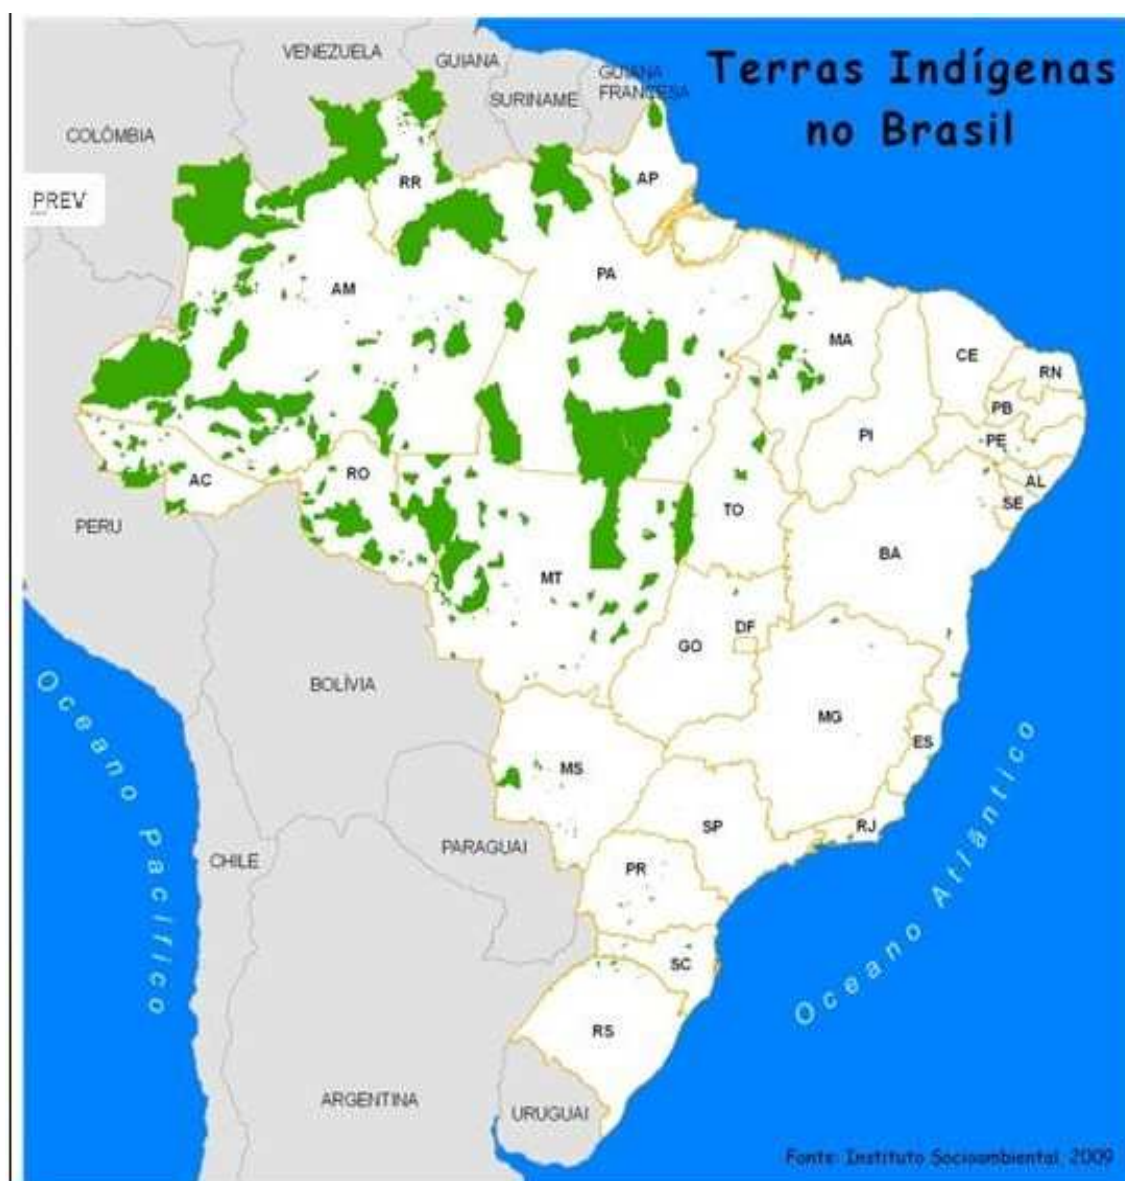 Terras Indígenas
no Brasil
VENEZUELA
GUIANA
GUIANA
FRANCESA
SURINAME
COLÔMBIA
PREV
RR
AP
AM
PA
MA
CE
RN
PB
PE
PI
AL
SE
AC
RO
TO
BA
PERU
MT
DF
GO
BOLÍVIA
MG
ES
MS
SP
RJ
PARAGUAI
CHILE
PR
SC
RS
ARGENTINA
URUGUAI
Oceano Pacífico
Oceano Atlântico
Fonte: Instituto Socioambiental, 2009